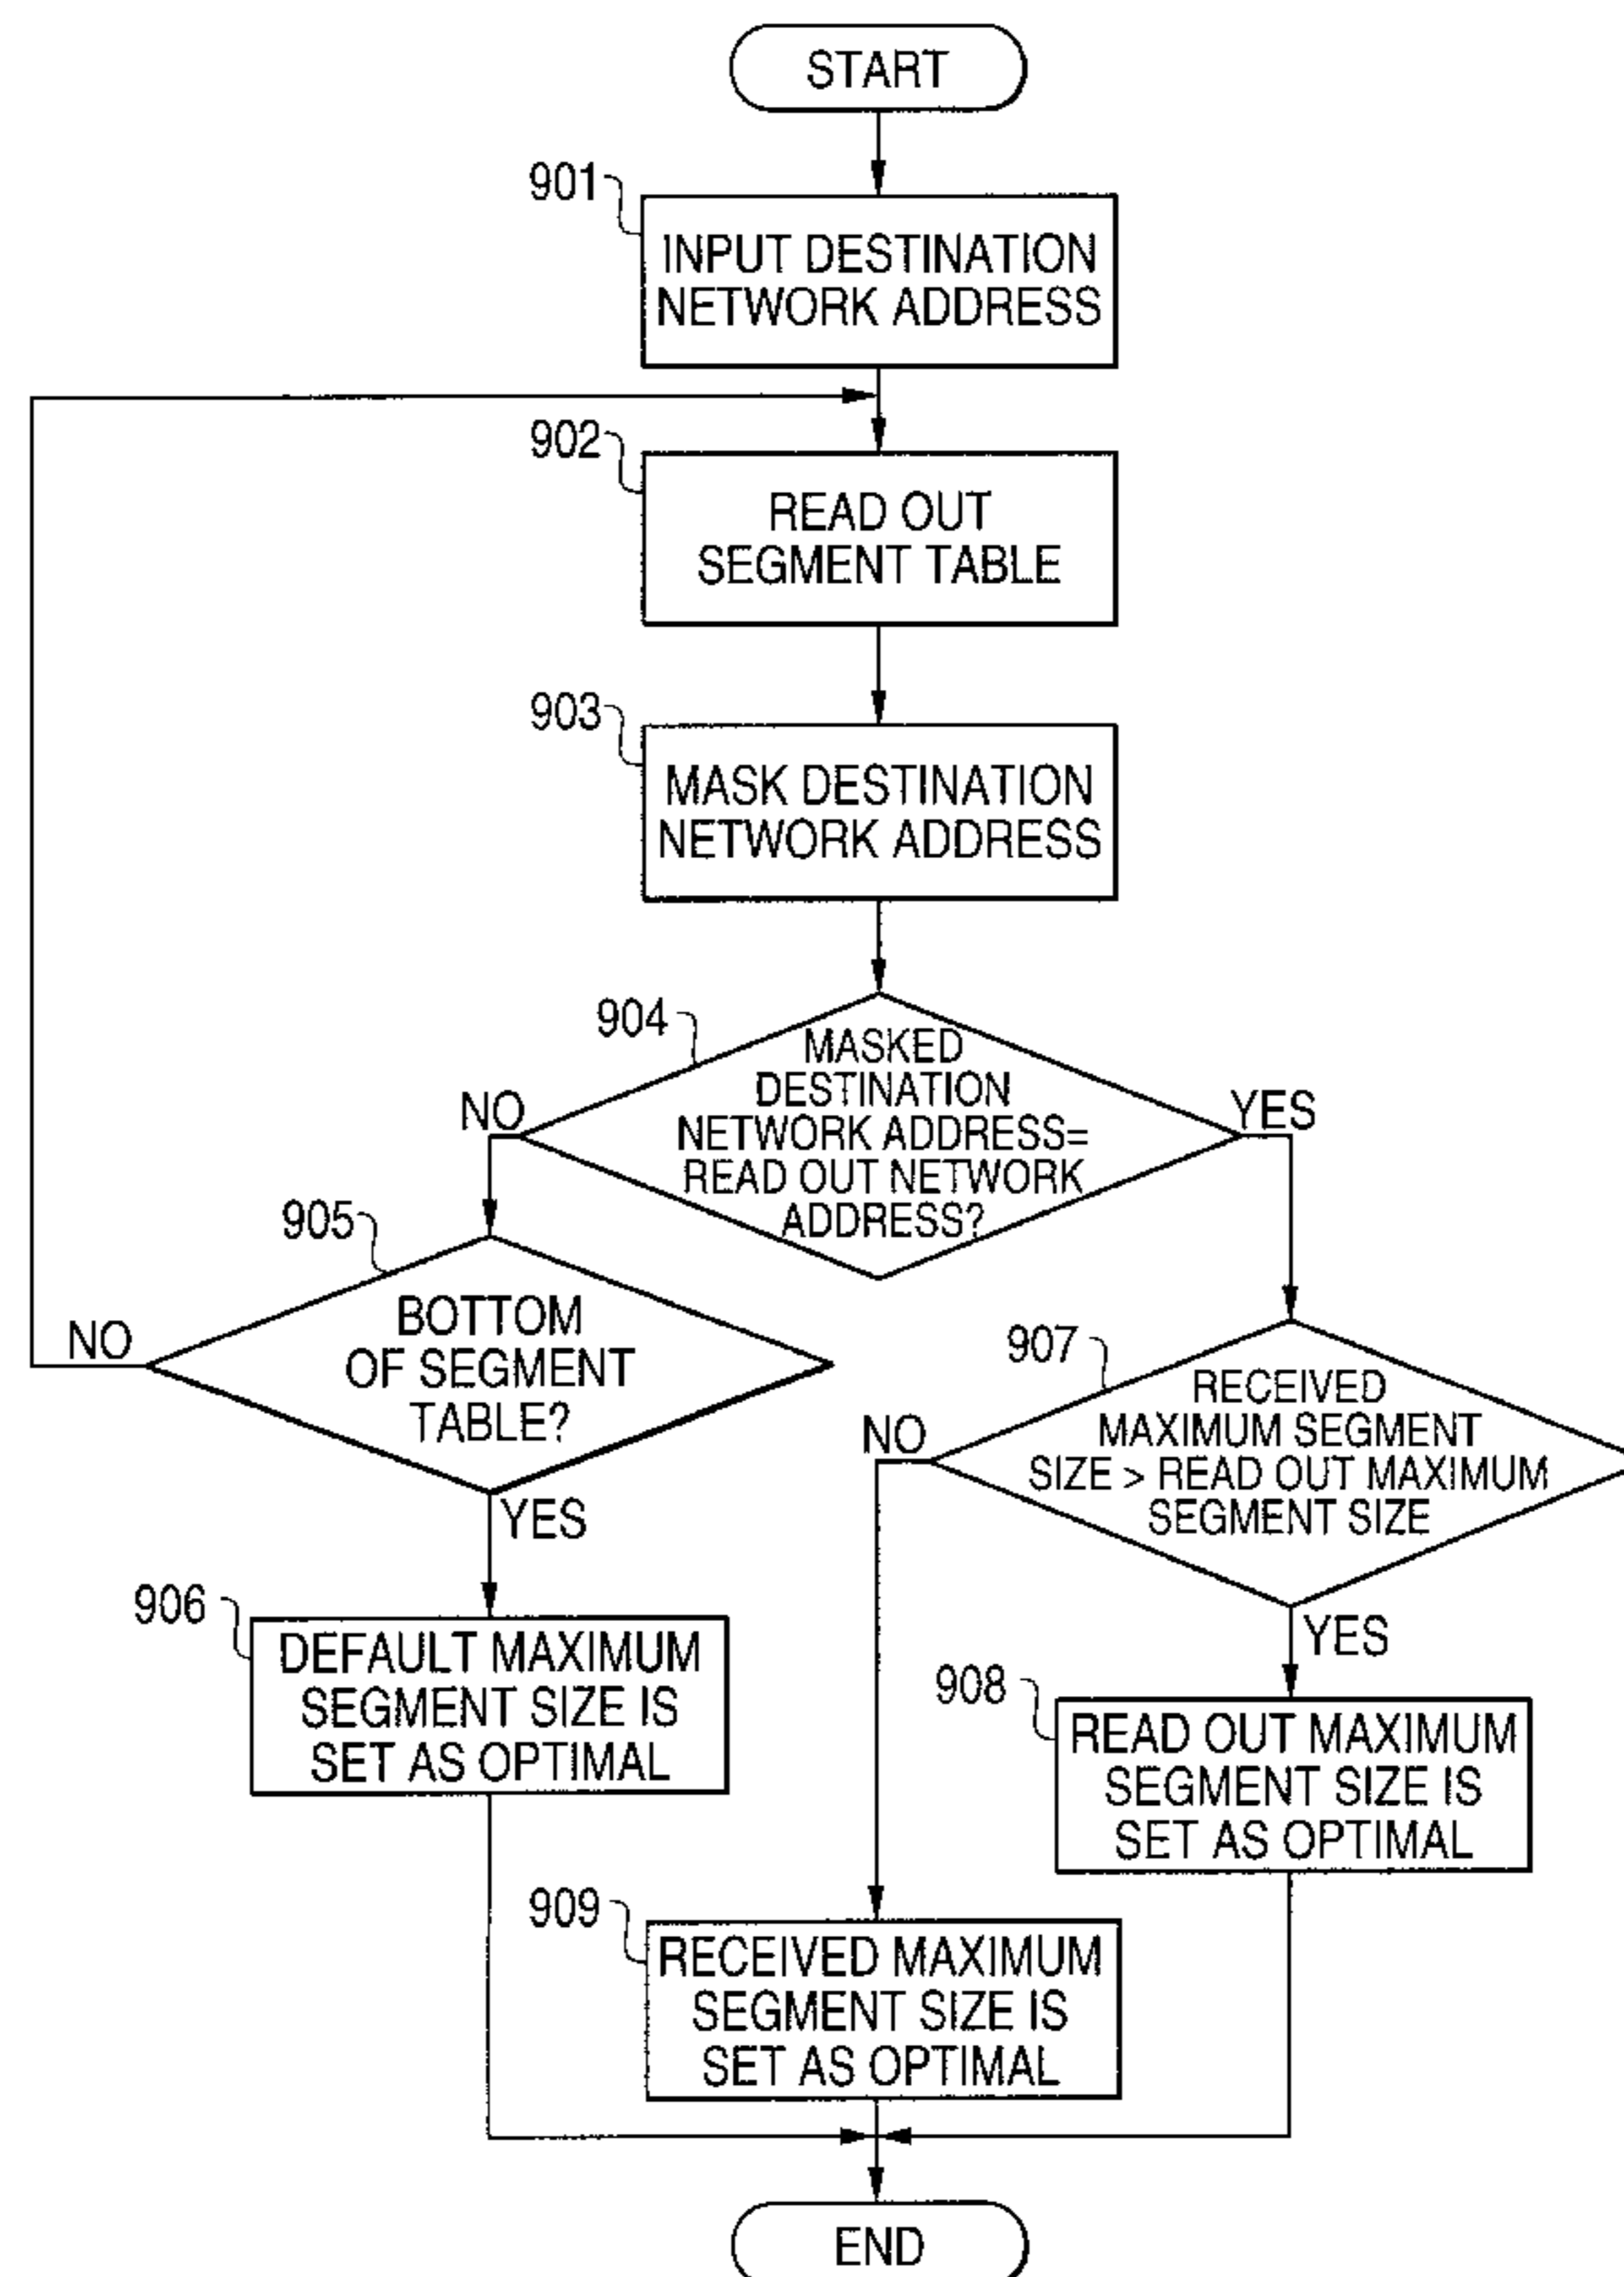 START
901
INPUT DESTINATION
NETWORK ADDRESS
902
READ OUT
SEGMENT TABLE
903
MASK DESTINATION
NETWORK ADDRESS
904
MASKED
DESTINATION
NETWORK ADDRESS=
READ OUT NETWORK
ADDRESS?
NO
YES
905
BOTTOM
OF SEGMENT
TABLE?
NO
YES
906
DEFAULT MAXIMUM
SEGMENT SIZE IS
SET AS OPTIMAL
907
RECEIVED
MAXIMUM SEGMENT
SIZE > READ OUT MAXIMUM
SEGMENT SIZE
NO
YES
908
READ OUT MAXIMUM
SEGMENT SIZE IS
SET AS OPTIMAL
909
RECEIVED MAXIMUM
SEGMENT SIZE IS
SET AS OPTIMAL
END